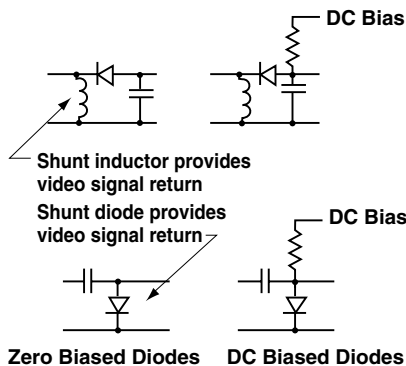 DC Bias
Shunt inductor provides
video signal return
Shunt diode provides
video signal return
DC Bias
Zero Biased Diodes DC Biased Diodes